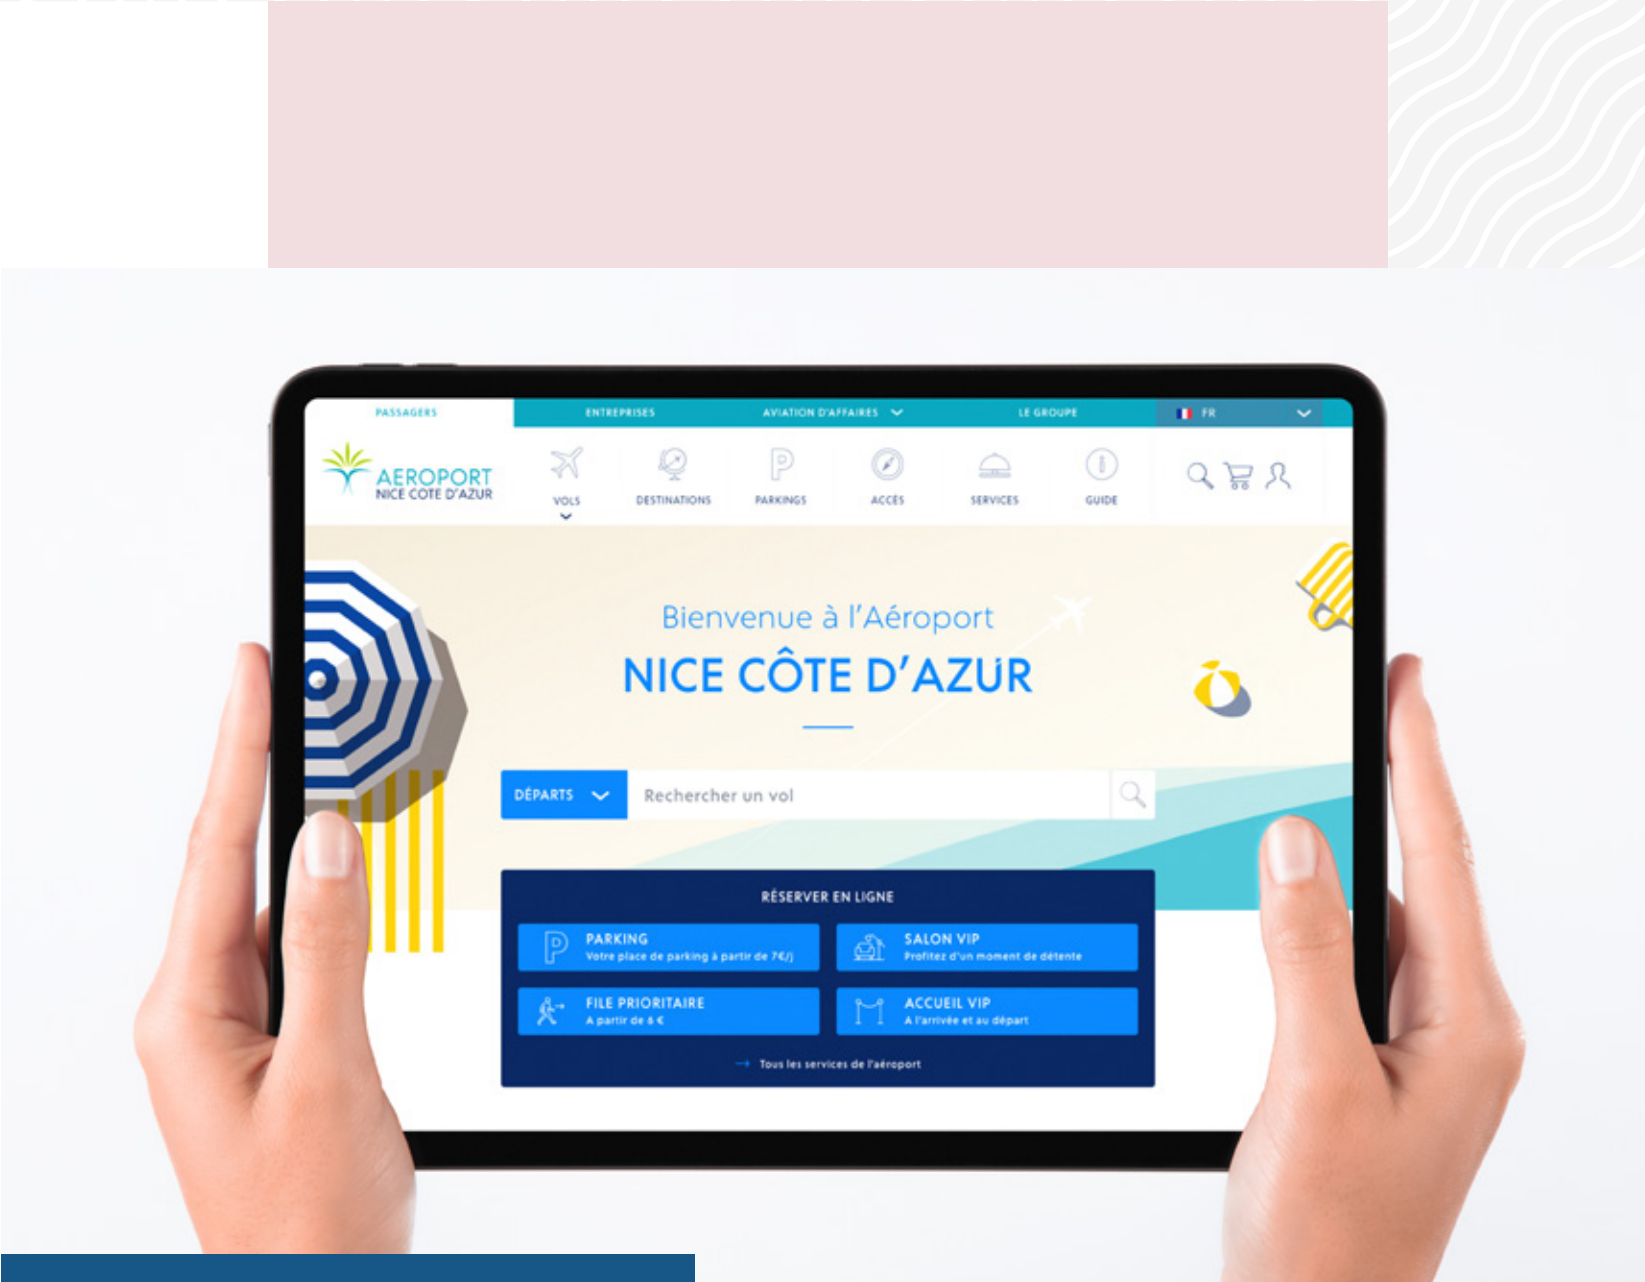 PASSAGERS
ENTREPRISES
AVIATION D'AFFAIRES
LE GROUPE
FR
AEROPORT
NICE COTE D'AZUR
VOLS
DESTINATIONS
PARKINGS
ACCÈS
SERVICES
GUIDE
Bienvenue à l'Aéroport
NICE CÔTE D'AZUR
DÉPARTS
Rechercher un vol
RÉSERVER EN LIGNE
P PARKING
Votre place de parking à partir de 7€/j
SALON VIP
Profitez d'un moment de détente
FILE PRIORITAIRE
A partir de 6 €
ACCUEIL VIP
A l'arrivée et au départ
→ Tous les services de l'aéroport